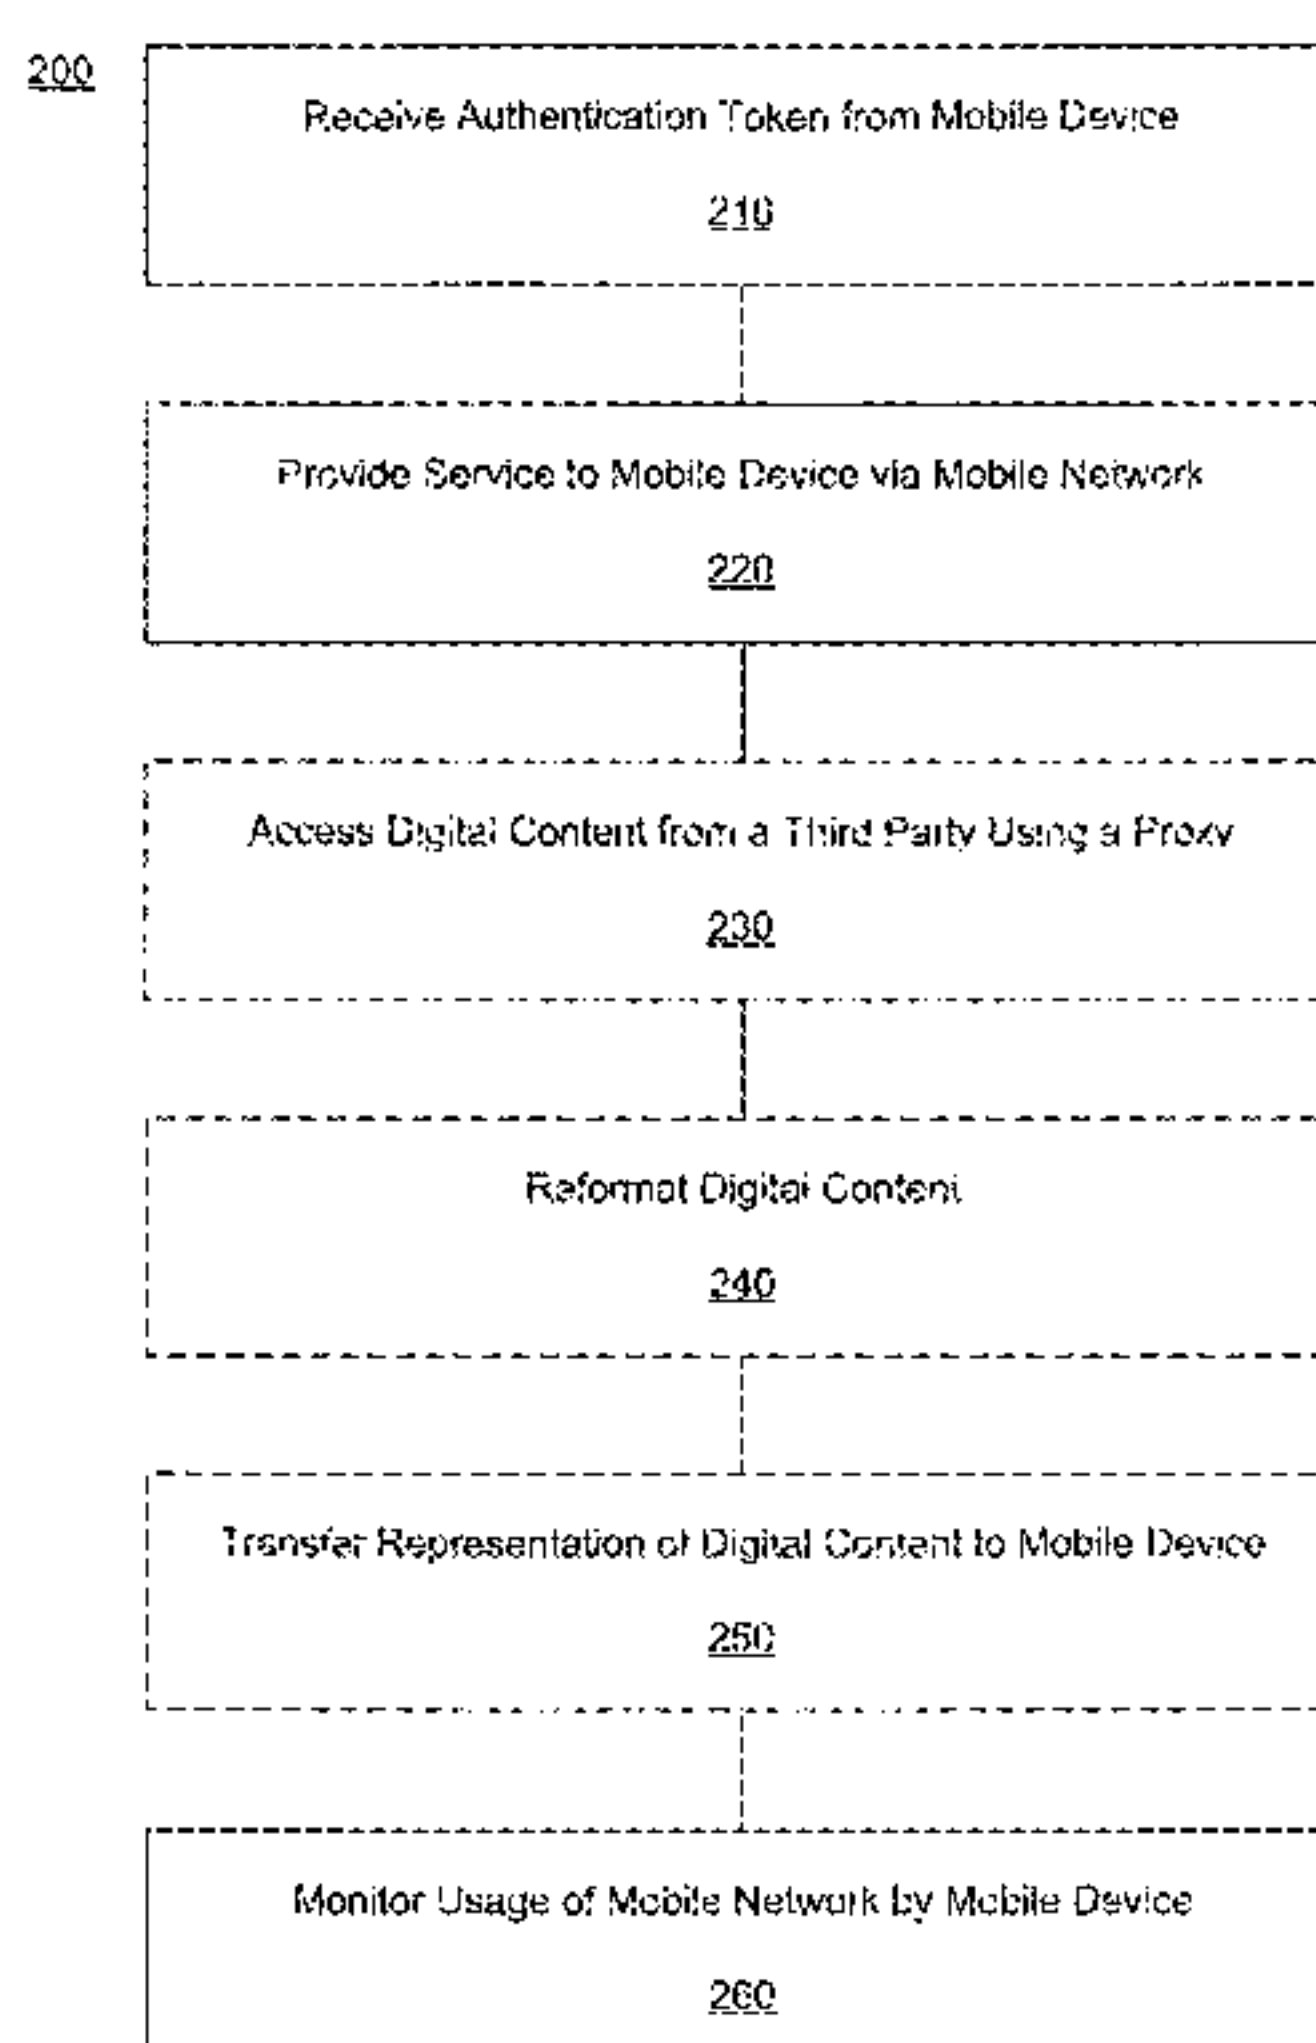 200
Receive Authentication Token from Mobile Device
210
Provide Service to Mobile Device via Mobile Network
220
Access Digital Content from a Third Party Using a Proxy
230
Reformat Digital Content
240
Transfer Representation of Digital Content to Mobile Device
250
Monitor Usage of Mobile Network by Mobile Device
260